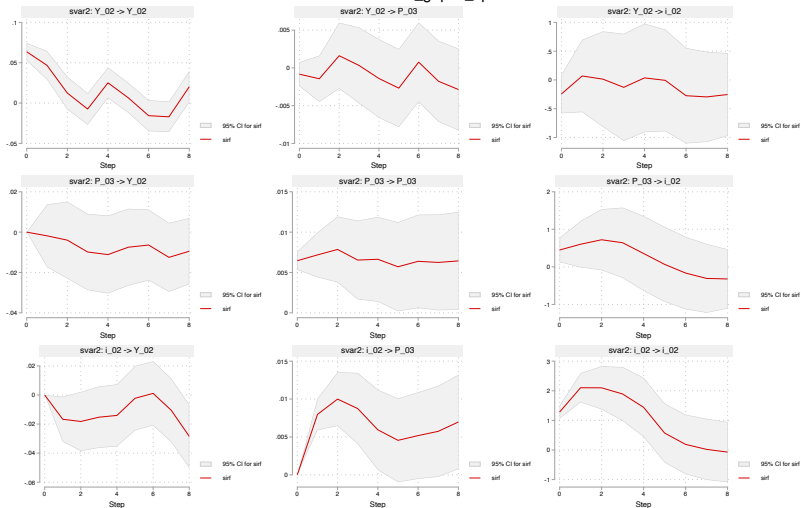 svar2: Y_02 -> Y_02
.1
.05
0
-.05
0 2 4 6 8
Step
95% CI for sirf
sirf
svar2: Y_02 -> P_03
.005
0
-.005
-.01
0 2 4 6 8
Step
95% CI for sirf
sirf
svar2: Y_02 -> i_02
1
.5
0
-.5
-1
0 2 4 6 8
Step
95% CI for sirf
sirf
svar2: P_03 -> Y_02
.02
0
-.02
-.04
0 2 4 6 8
Step
95% CI for sirf
sirf
svar2: P_03 -> P_03
.015
.01
.005
0
0 2 4 6 8
Step
95% CI for sirf
sirf
svar2: P_03 -> i_02
2
1
0
-1
0 2 4 6 8
Step
95% CI for sirf
sirf
svar2: i_02 -> Y_02
.02
0
-.02
-.04
-.06
0 2 4 6 8
Step
95% CI for sirf
sirf
svar2: i_02 -> P_03
.015
.01
.005
0
0 2 4 6 8
Step
95% CI for sirf
sirf
svar2: i_02 -> i_02
3
2
1
0
-1
0 2 4 6 8
Step
95% CI for sirf
sirf